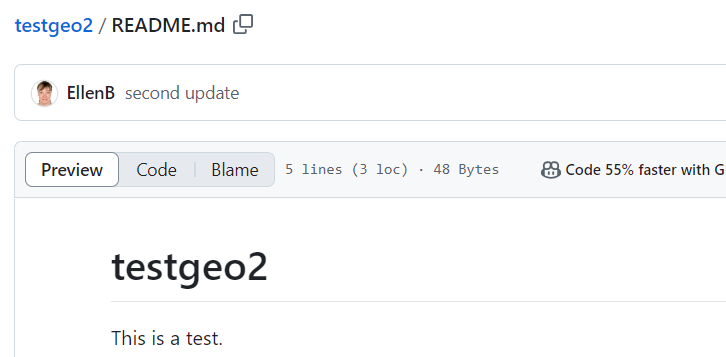 testgeo2 / README.md
EllenB second update
Preview Code Blame 5 lines (3 loc) · 48 Bytes Code 55% faster with G
testgeo2
This is a test.